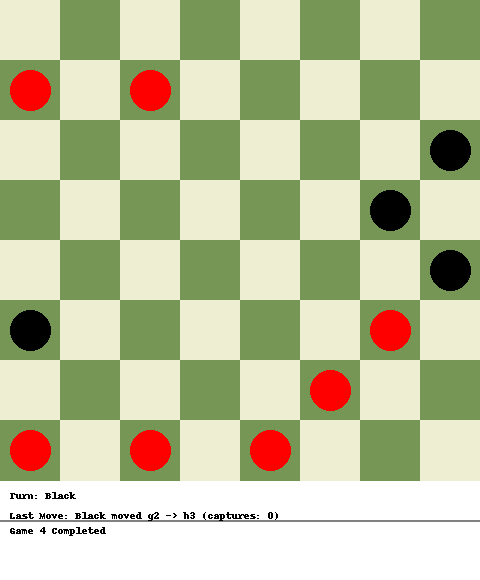 Turn: Black
Last Move: Black moved g2 -> h3 (captures: 0)
Game 4 Completed